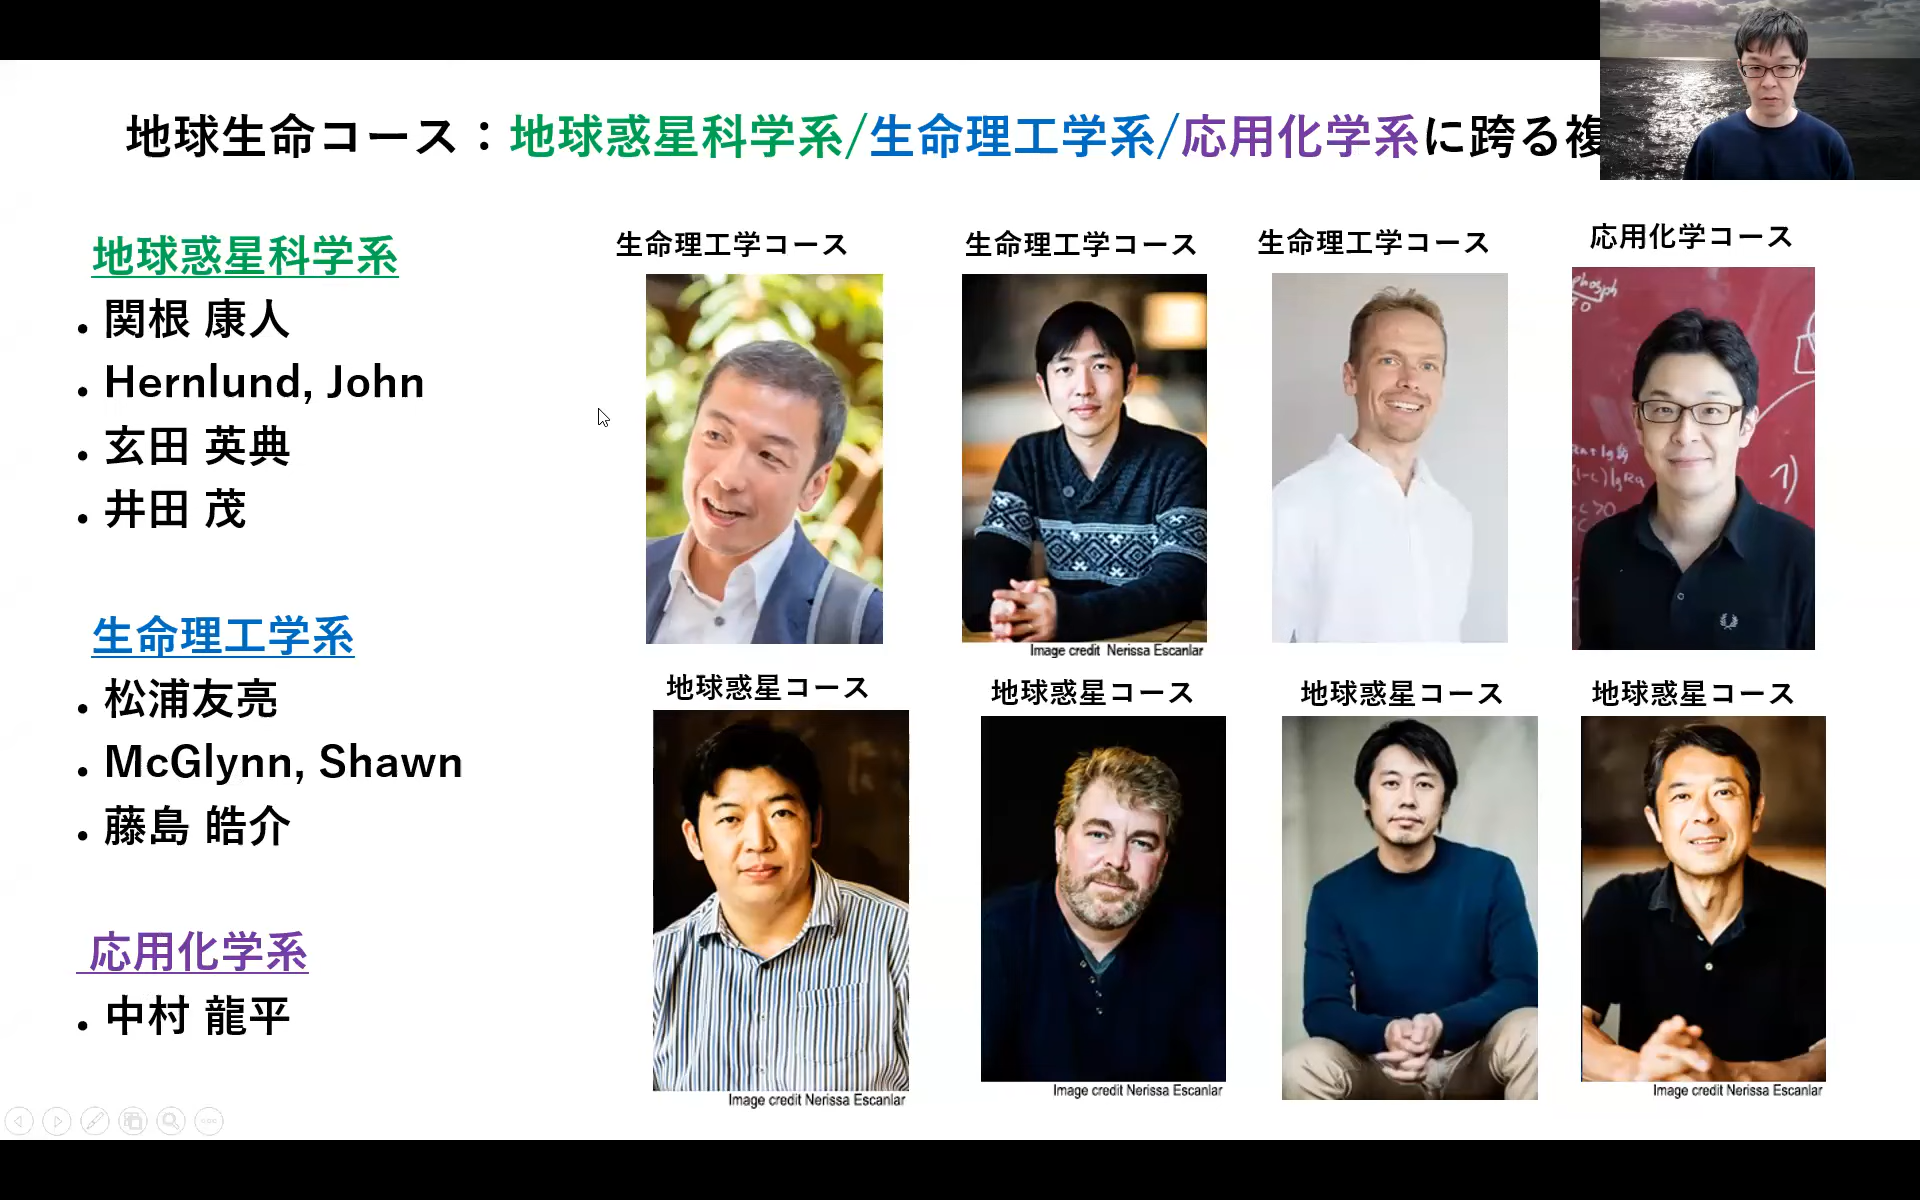 地球生命コース：地球惑星科学系/生命理工学系/応用化学系に跨る複
地球惑星科学系
関根 康人
Hernlund, John
玄田 英典
井田 茂
生命理工学系
松浦友亮
McGlynn, Shawn
藤島 皓介
応用化学系
中村 龍平
生命理工学コース
生命理工学コース
生命理工学コース
応用化学コース
Image credit Nerissa Escanlar
地球惑星コース
地球惑星コース
地球惑星コース
地球惑星コース
Image credit Nerissa Escanlar
Image credit Nerissa Escanlar
Image credit Nerissa Escanlar